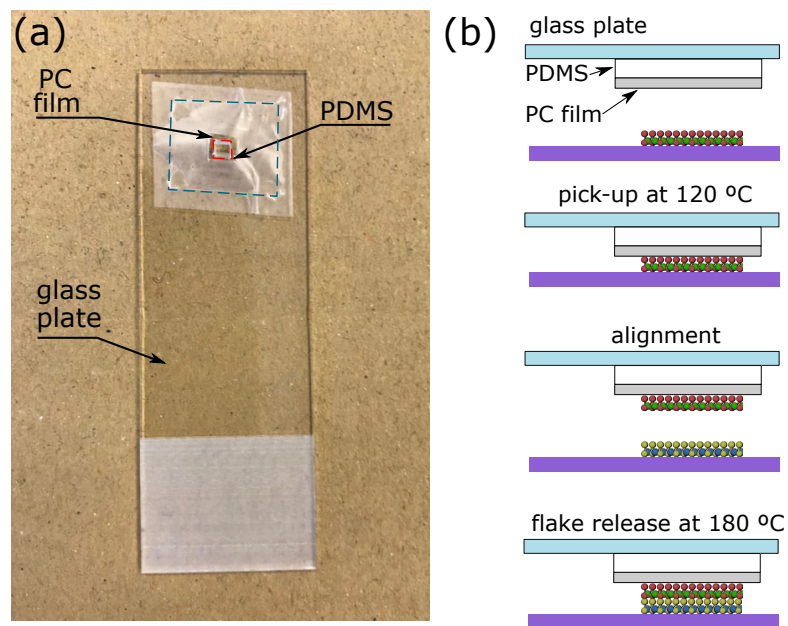 (a)
PC
film
PDMS
glass
plate
(b)
glass plate
PDMS
PC film
pick-up at 120 ºC
alignment
flake release at 180 ºC